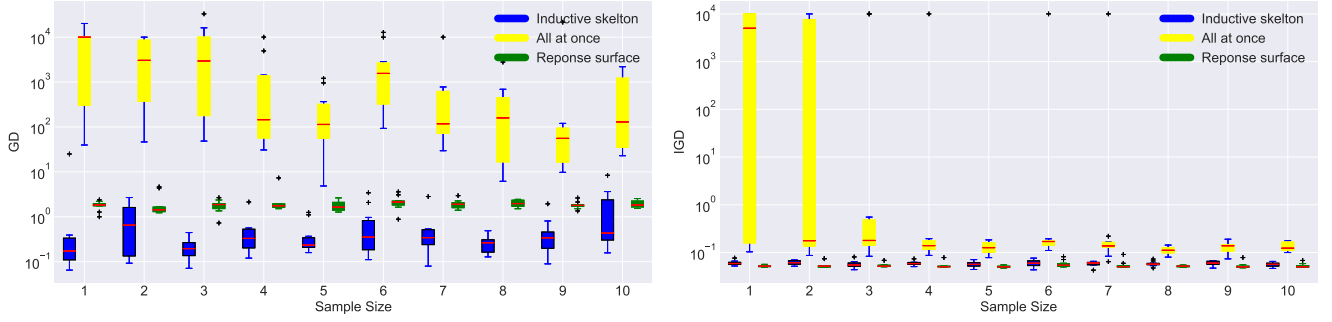 10^4
10^3
10^2
10^1
10^0
10^-1
GD
1 2 3 4 5 6 7 8 9 10
Sample Size
Inductive skelton
All at once
Reponse surface
10^4
10^3
10^2
10^1
10^0
10^-1
IGD
1 2 3 4 5 6 7 8 9 10
Sample Size
Inductive skelton
All at once
Reponse surface